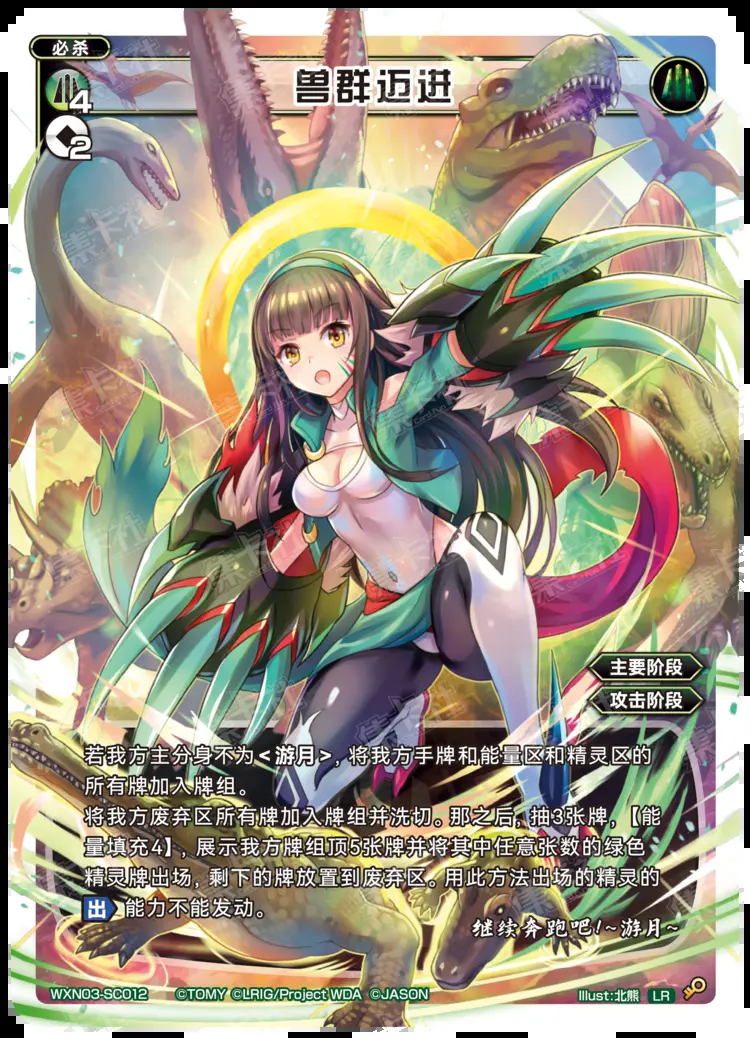 必杀
4
兽群迈进
2
主要阶段
攻击阶段
若我方主分身不为<游月>，将我方手牌和能量区和精灵区的
所有牌加入牌组。
将我方废弃区所有牌加入牌组并洗切。那之后，抽3张牌，【能
量填充4】，展示我方牌组顶5张牌并将其中任意张数的绿色
精灵牌出场，剩下的牌放置到废弃区。用此方法出场的精灵的
出 能力不能发动。
继续奔跑吧！~游月~
WXN03-SC012 ©TOMY ©LRIG/Project WDA ©JASON Illust:北熊 LR
集卡社